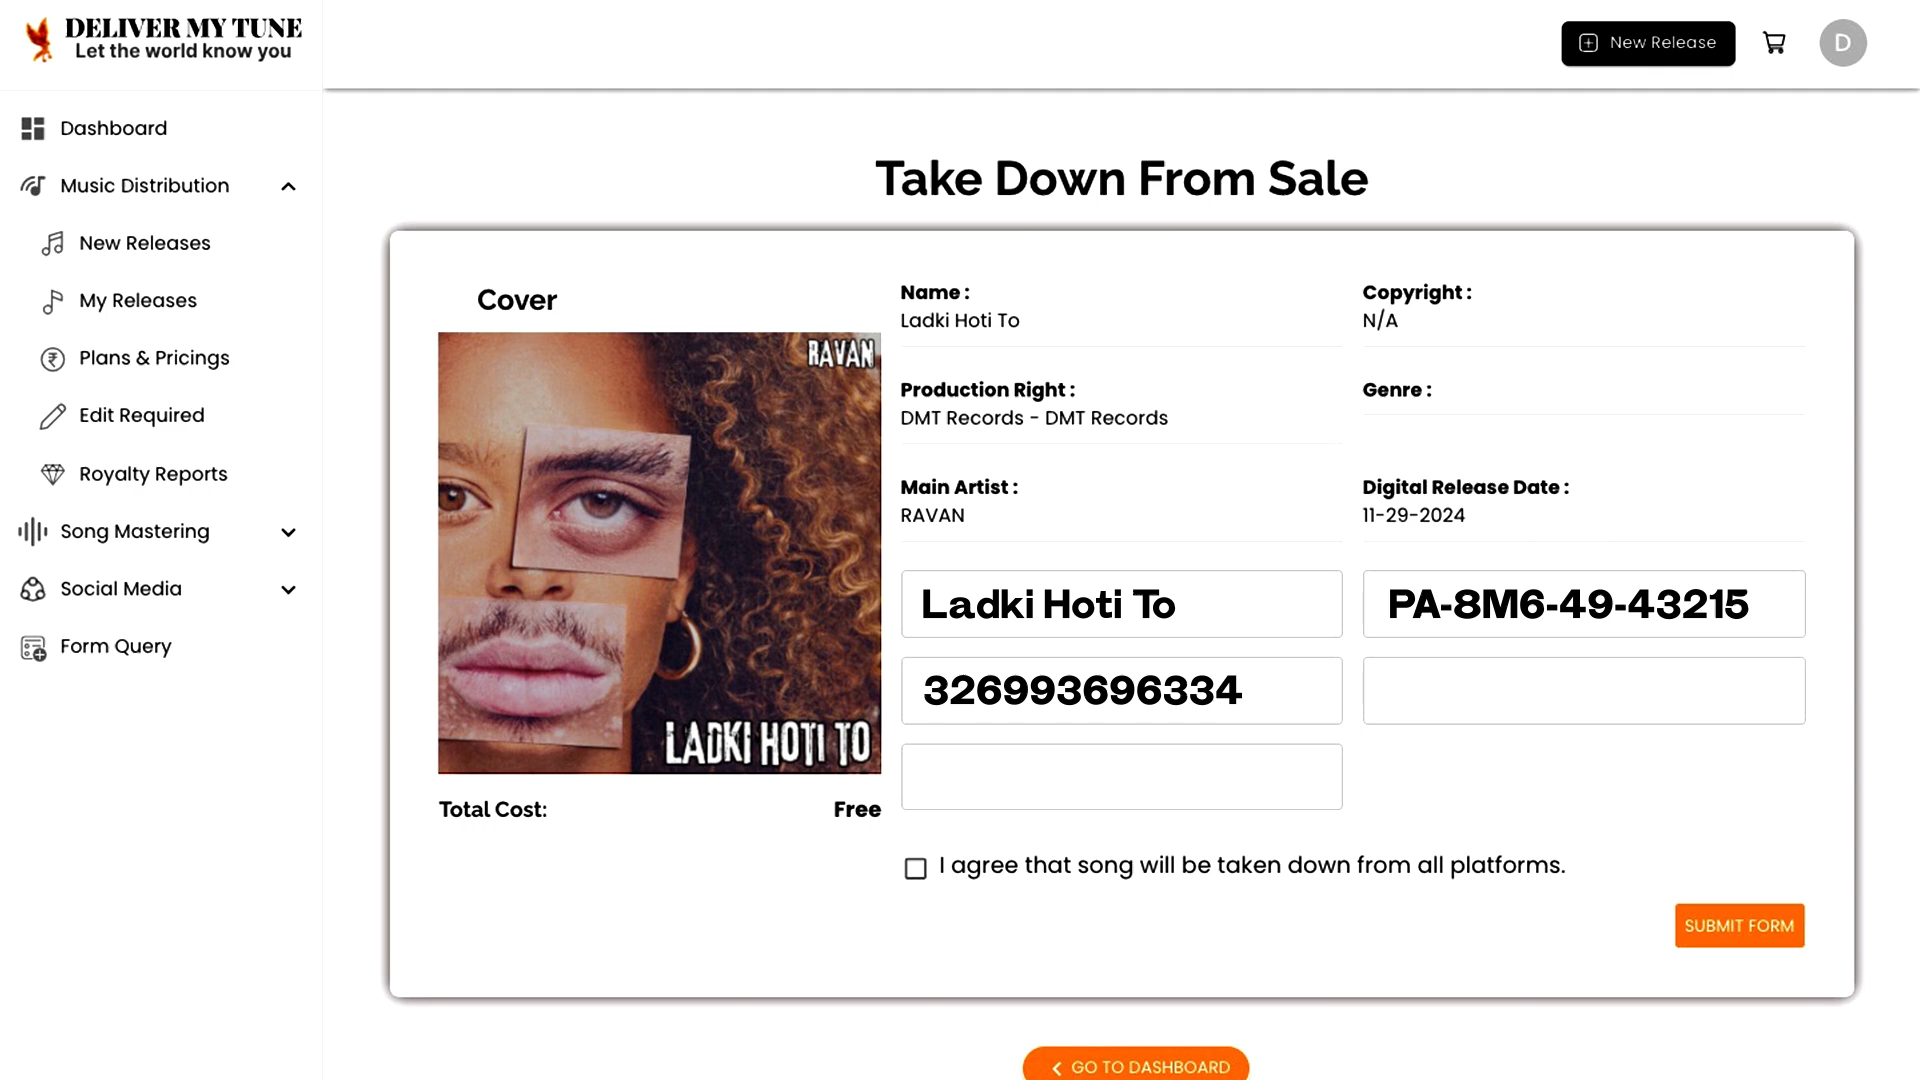 DELIVER MY TUNE
Let the world know you
New Release
D
Dashboard
Music Distribution
New Releases
My Releases
Plans & Pricings
Edit Required
Royalty Reports
Song Mastering
Social Media
Form Query
Take Down From Sale
Cover
RAVAN
LADKI HOTI TO
Total Cost:
Free
Name :
Ladki Hoti To
Copyright :
N/A
Production Right :
DMT Records - DMT Records
Genre :
Main Artist :
RAVAN
Digital Release Date :
11-29-2024
Ladki Hoti To
PA-8M6-49-43215
326993696334
I agree that song will be taken down from all platforms.
SUBMIT FORM
GO TO DASHBOARD